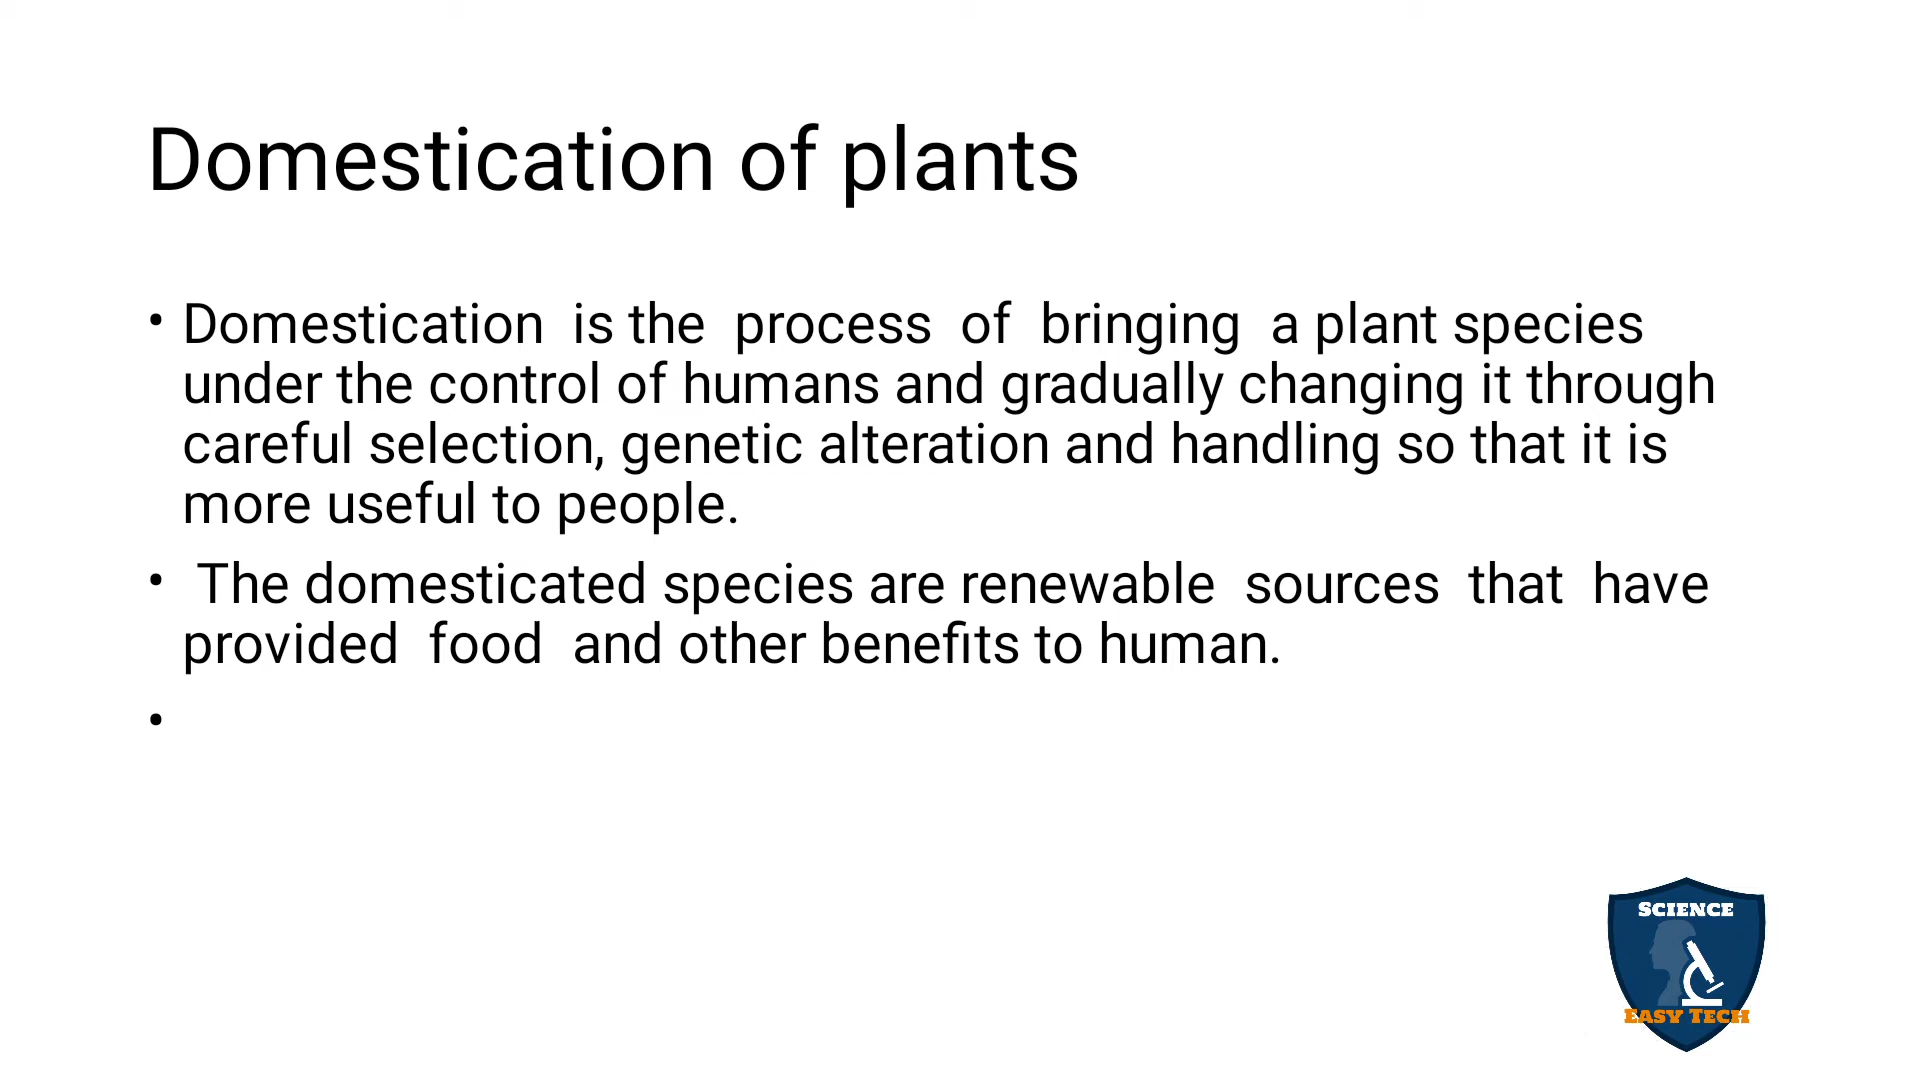 Domestication of plants
• Domestication is the process of bringing a plant species
under the control of humans and gradually changing it through
careful selection, genetic alteration and handling so that it is
more useful to people.
• The domesticated species are renewable sources that have
provided food and other benefits to human.
•
SCIENCE
EASY TECH